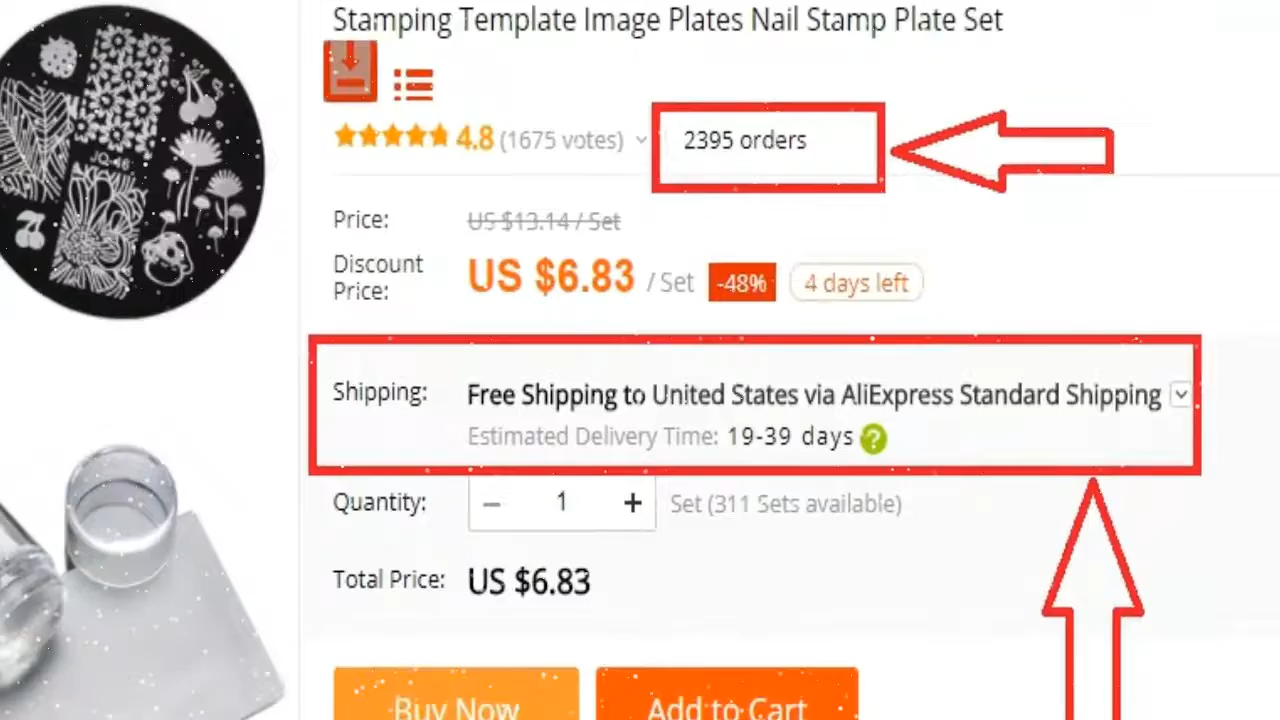 Stamping Template Image Plates Nail Stamp Plate Set
4.8 (1675 votes) 2395 orders
Price: US $13.14 / Set
Discount Price: US $6.83 / Set -48% 4 days left
Shipping: Free Shipping to United States via AliExpress Standard Shipping
Estimated Delivery Time: 19-39 days ?
Quantity: − 1 + Set (311 Sets available)
Total Price: US $6.83
Buy Now Add to Cart